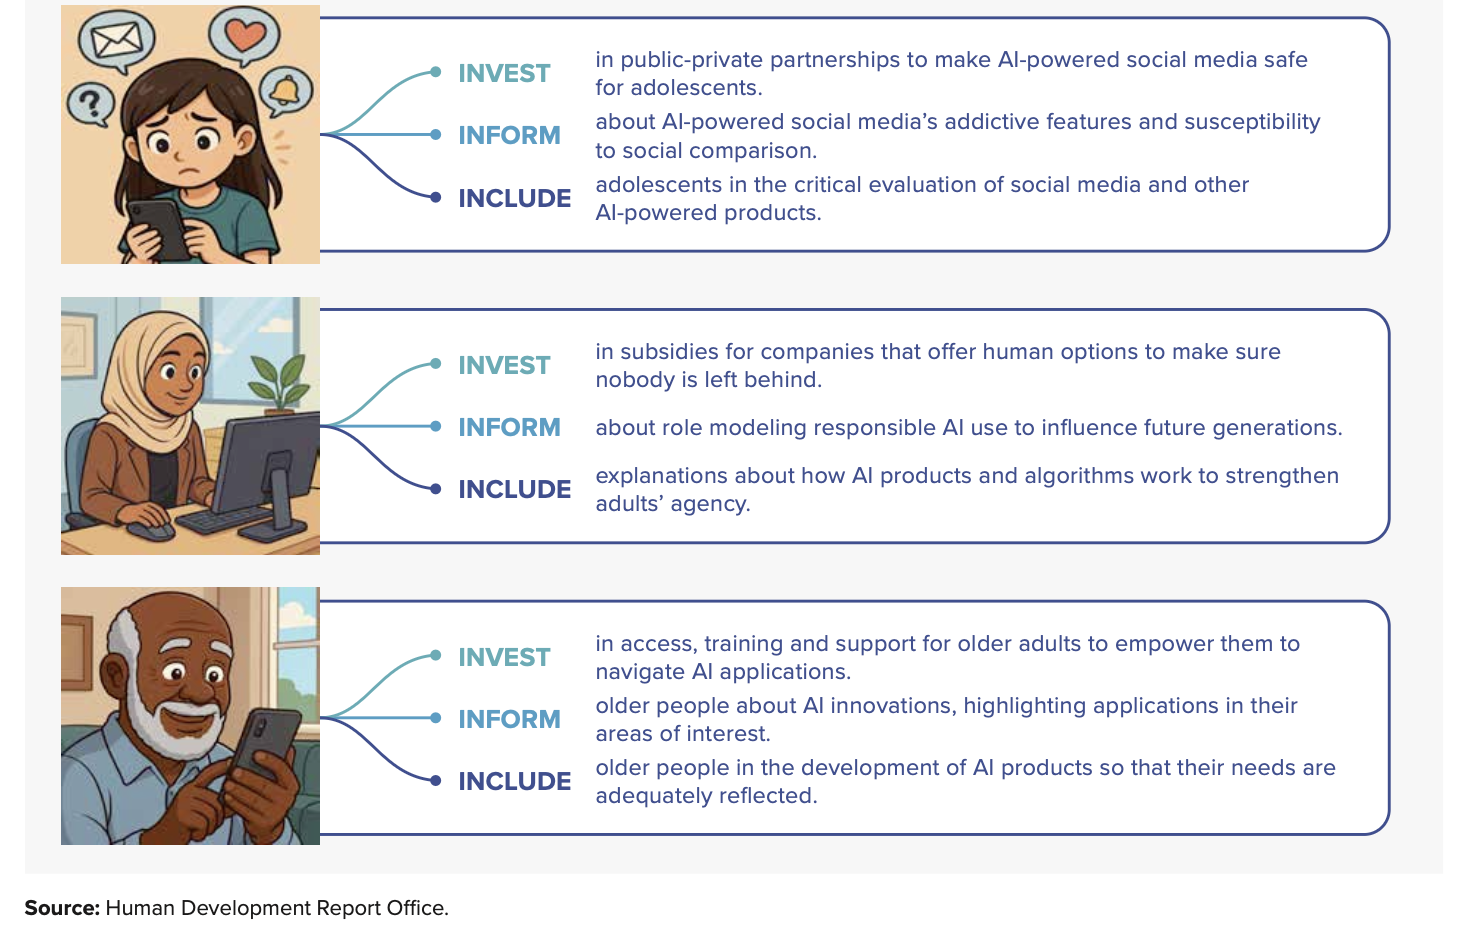 INVEST
in public-private partnerships to make AI-powered social media safe
for adolescents.
INFORM
about AI-powered social media’s addictive features and susceptibility
to social comparison.
INCLUDE
adolescents in the critical evaluation of social media and other
AI-powered products.
INVEST
in subsidies for companies that offer human options to make sure
nobody is left behind.
INFORM
about role modeling responsible AI use to influence future generations.
INCLUDE
explanations about how AI products and algorithms work to strengthen
adults’ agency.
INVEST
in access, training and support for older adults to empower them to
navigate AI applications.
INFORM
older people about AI innovations, highlighting applications in their
areas of interest.
INCLUDE
older people in the development of AI products so that their needs are
adequately reflected.
Source: Human Development Report Office.